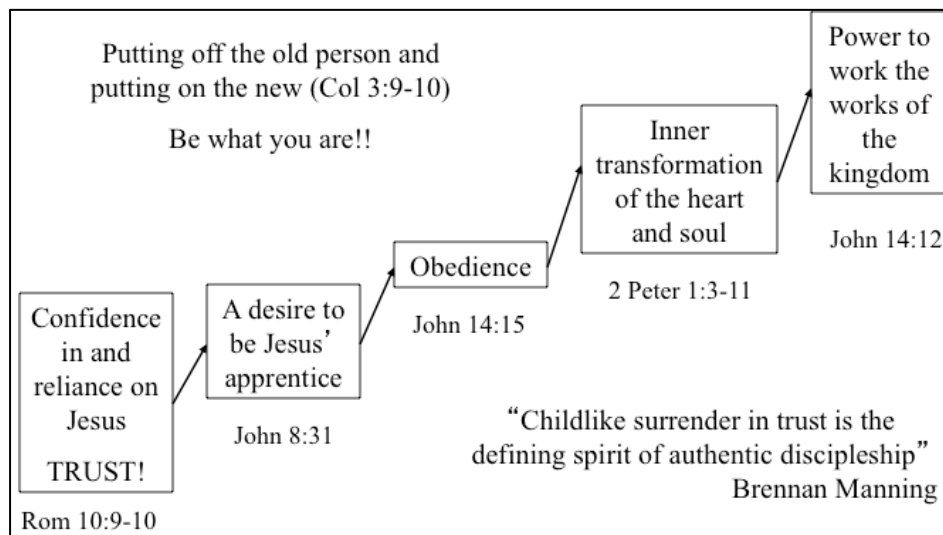 Putting off the old person and
putting on the new (Col 3:9-10)
Be what you are!!
Confidence
in and
reliance on
Jesus
TRUST!
Rom 10:9-10
A desire to
be Jesus’
apprentice
John 8:31
Obedience
John 14:15
Inner
transformation
of the heart
and soul
2 Peter 1:3-11
Power to
work the
works of
the
kingdom
John 14:12
“Childlike surrender in trust is the
defining spirit of authentic discipleship”
Brennan Manning